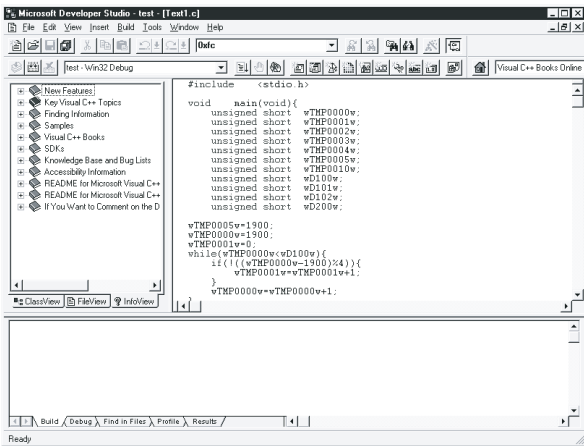 Microsoft Developer Studio - test - [Text1.c]
File Edit View Insert Build Tools Window Help
0xfc
test - Win32 Debug
Visual C++ Books Online
New Features
Key Visual C++ Topics
Finding Information
Samples
Visual C++ Books
SDKs
Knowledge Base and Bug Lists
Accessibility Information
README for Microsoft Visual C++
README for Microsoft Visual C++
If You Want to Comment on the D
ClassView FileView InfoView
#include <stdio.h>
void main(void){
unsigned short wTMP0000w;
unsigned short wTMP0001w;
unsigned short wTMP0002w;
unsigned short wTMP0003w;
unsigned short wTMP0004w;
unsigned short wTMP0005w;
unsigned short wTMP0010w;
unsigned short wD100w;
unsigned short wD101w;
unsigned short wD102w;
unsigned short wD200w;
wTMP0005w=1900;
wTMP0000w=1900;
wTMP0001w=0;
while(wTMP0000w<wD100w){
if(!((wTMP0000w-1900)%4)){
wTMP0001w=wTMP0001w+1;
}
wTMP0000w=wTMP0000w+1;
}
Build Debug Find in Files Profile Results
Ready